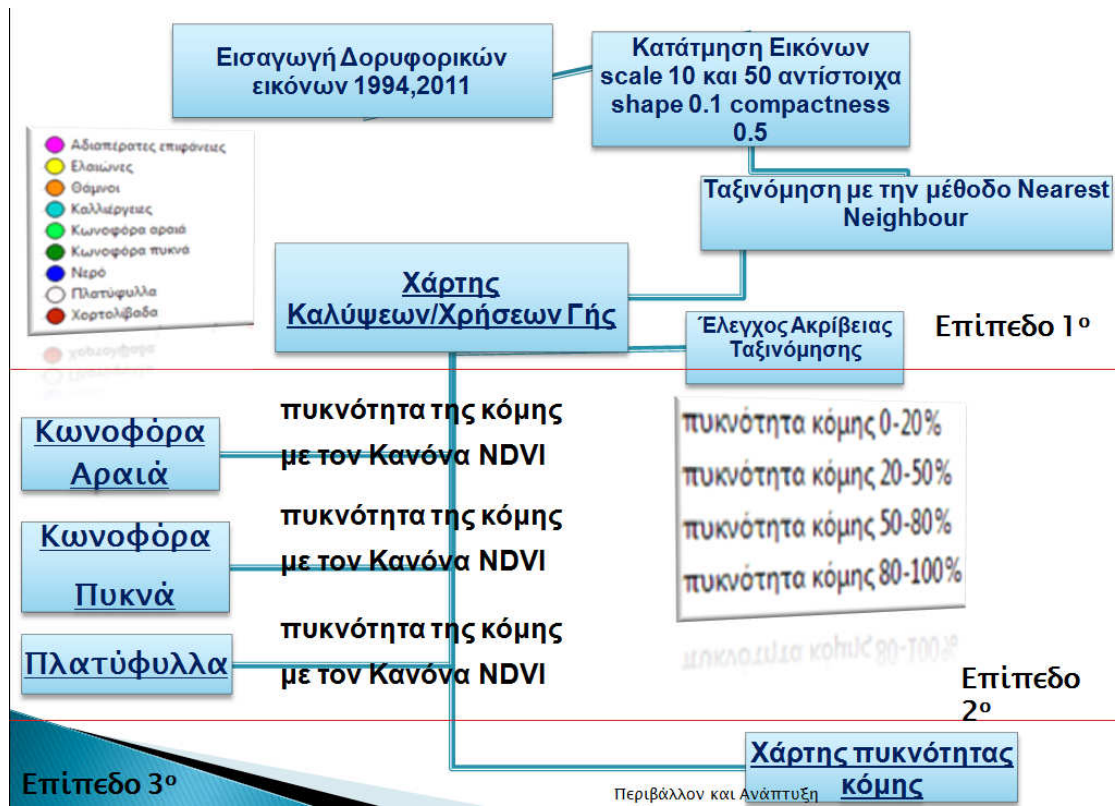 Εισαγωγή Δορυφορικών
εικόνων 1994,2011
Κατάτμηση Εικόνων
scale 10 και 50 αντίστοιχα
shape 0.1 compactness
0.5
Αδιαπέρατες επιφάνειες
Ελαιώνες
Θάμνοι
Καλλιέργειες
Κωνοφόρα αραιά
Κωνοφόρα πυκνά
Νερό
Πλατύφυλλα
Χορτολίβαδα
Ταξινόμηση με την μέθοδο Nearest
Neighbour
Χάρτης
Καλύψεων/Χρήσεων Γής
Έλεγχος Ακρίβειας
Ταξινόμησης
Επίπεδο 1ο
Κωνοφόρα
Αραιά
πυκνότητα της κόμης
με τον Κανόνα NDVI
Κωνοφόρα
Πυκνά
πυκνότητα της κόμης
με τον Κανόνα NDVI
Πλατύφυλλα
πυκνότητα της κόμης
με τον Κανόνα NDVI
πυκνότητα κόμης 0-20%
πυκνότητα κόμης 20-50%
πυκνότητα κόμης 50-80%
πυκνότητα κόμης 80-100%
Επίπεδο
2ο
Χάρτης πυκνότητας
κόμης
Επίπεδο 3ο
Περιβάλλον και Ανάπτυξη